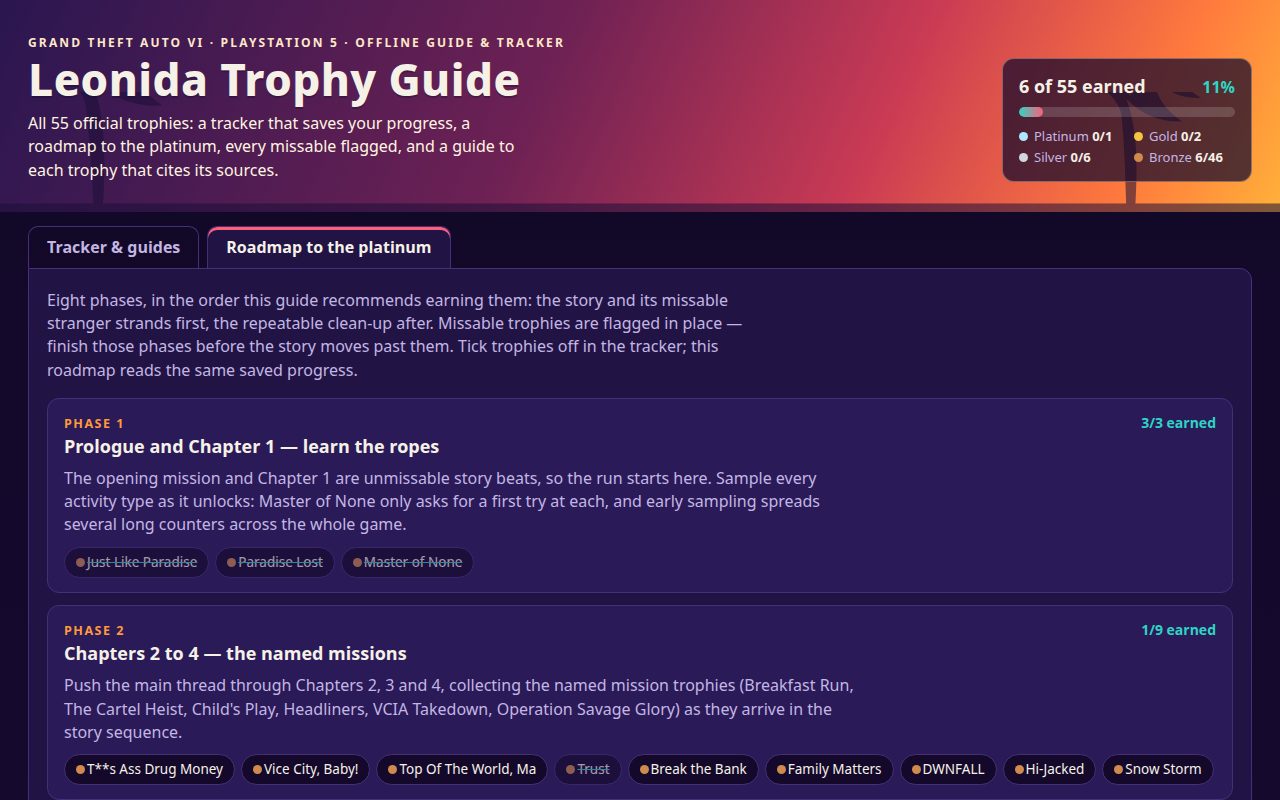 GRAND THEFT AUTO VI · PLAYSTATION 5 · OFFLINE GUIDE & TRACKER
Leonida Trophy Guide
All 55 official trophies: a tracker that saves your progress, a
roadmap to the platinum, every missable flagged, and a guide to
each trophy that cites its sources.
6 of 55 earned 11%
Platinum 0/1 Gold 0/2
Silver 0/6 Bronze 6/46
Tracker & guides Roadmap to the platinum
Eight phases, in the order this guide recommends earning them: the story and its missable
stranger strands first, the repeatable clean-up after. Missable trophies are flagged in place —
finish those phases before the story moves past them. Tick trophies off in the tracker; this
roadmap reads the same saved progress.
PHASE 1 3/3 earned
Prologue and Chapter 1 — learn the ropes
The opening mission and Chapter 1 are unmissable story beats, so the run starts here. Sample every
activity type as it unlocks: Master of None only asks for a first try at each, and early sampling spreads
several long counters across the whole game.
Just Like Paradise Paradise Lost Master of None
PHASE 2 1/9 earned
Chapters 2 to 4 — the named missions
Push the main thread through Chapters 2, 3 and 4, collecting the named mission trophies (Breakfast Run,
The Cartel Heist, Child's Play, Headliners, VCIA Takedown, Operation Savage Glory) as they arrive in the
story sequence.
T**s Ass Drug Money Vice City, Baby! Top Of The World, Ma Trust Break the Bank Family Matters DWNFALL Hi-Jacked Snow Storm